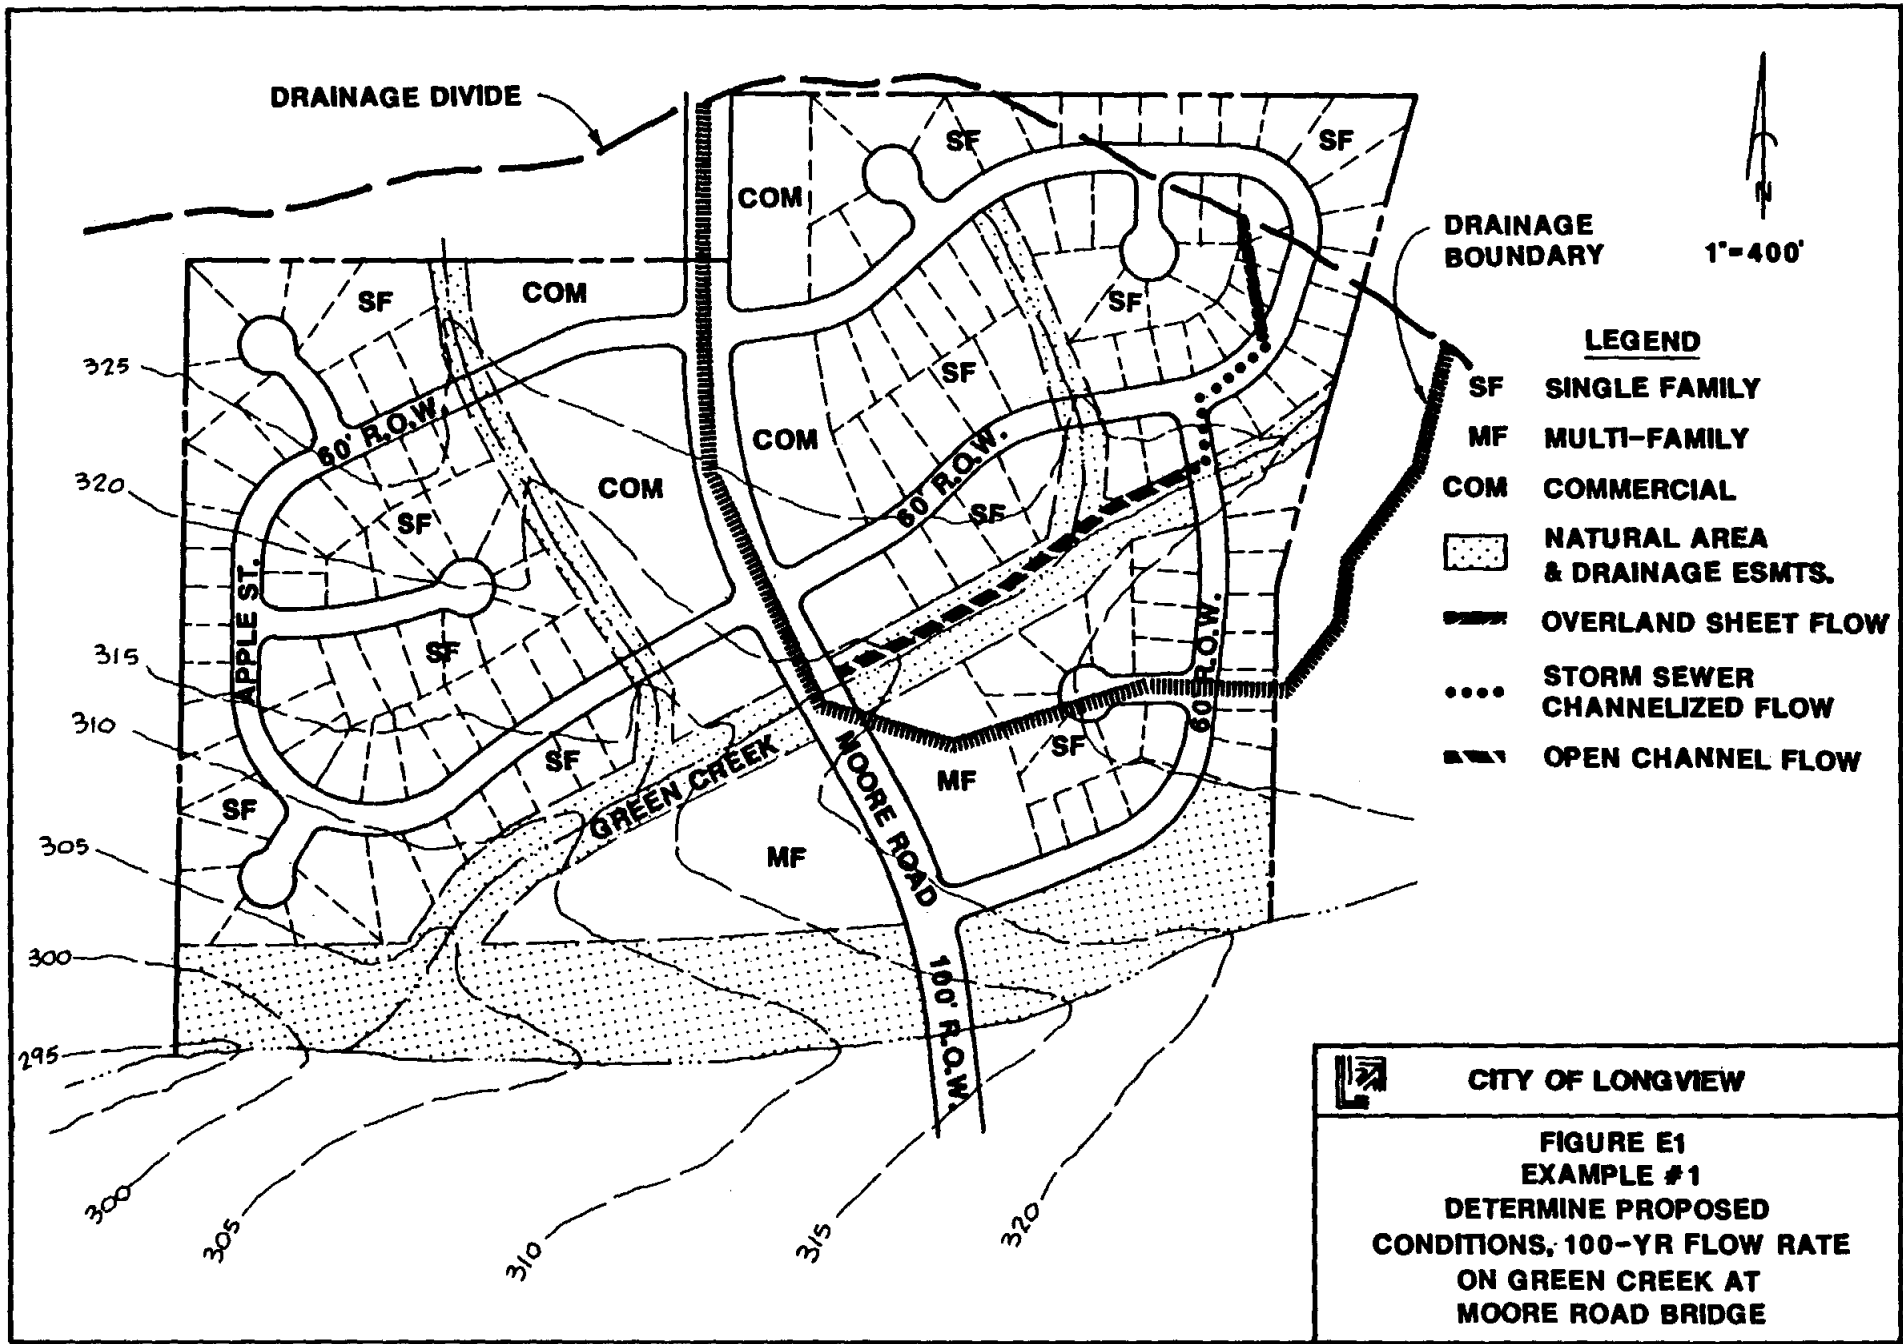 DRAINAGE DIVIDE
SF
SF
COM
N
DRAINAGE
BOUNDARY
1"=400'
SF
COM
SF
LEGEND
SF SINGLE FAMILY
MF MULTI-FAMILY
COM COMMERCIAL
NATURAL AREA
& DRAINAGE ESMTS.
OVERLAND SHEET FLOW
STORM SEWER
CHANNELIZED FLOW
OPEN CHANNEL FLOW
325
60' R.O.W.
SF
COM
320
COM
60' R.O.W.
SF
SF
APPLE ST.
60' R.O.W.
315
SF
310
SF
SF
MOORE ROAD
MF
GREEN CREEK
SF
MF
305
300
100' R.O.W.
295
300
305
310
315
320
CITY OF LONGVIEW
FIGURE E1
EXAMPLE #1
DETERMINE PROPOSED
CONDITIONS, 100-YR FLOW RATE
ON GREEN CREEK AT
MOORE ROAD BRIDGE